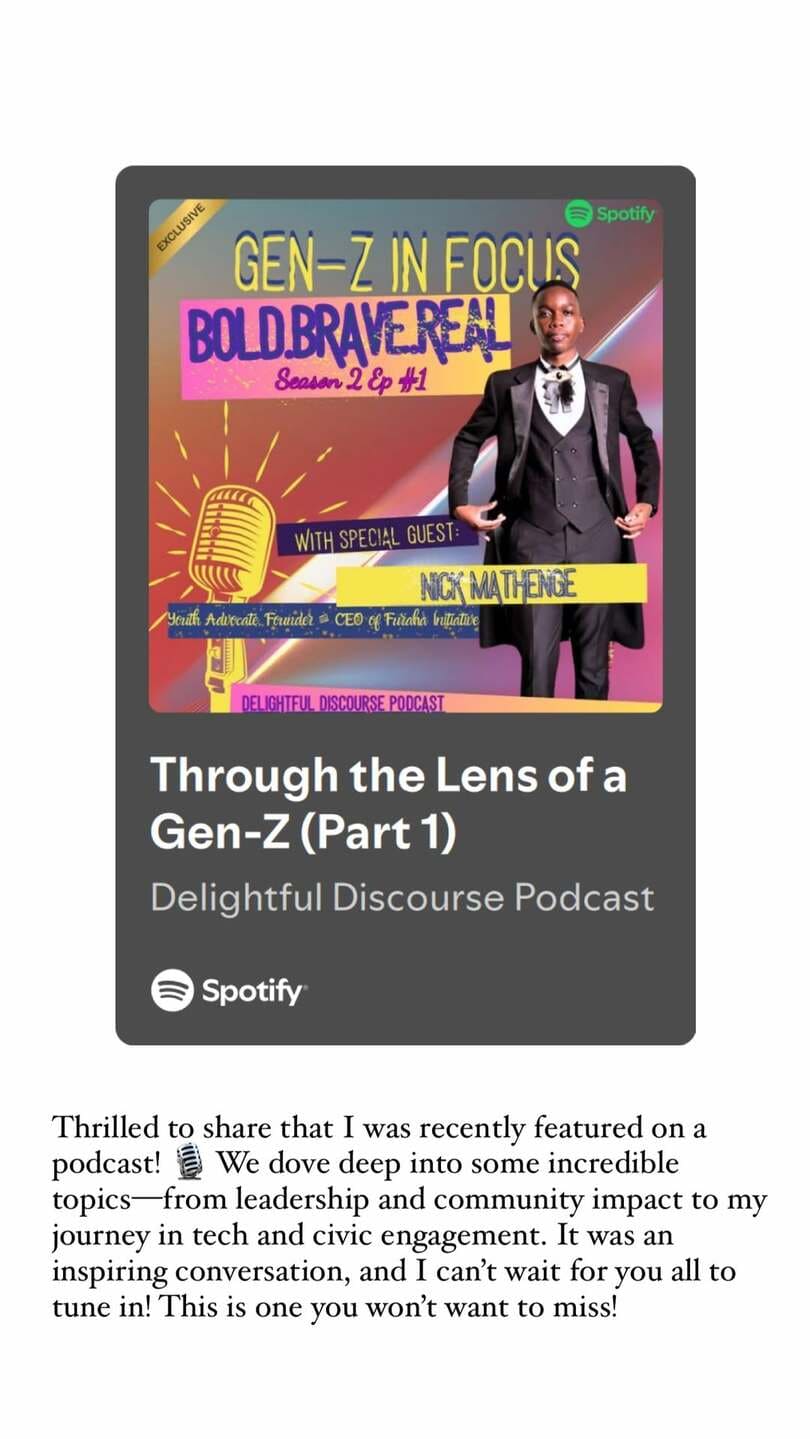 EXCLUSIVE
Spotify
GEN-Z IN FOCUS
BOLD.BRAVE.REAL
Season 2 Ep #1
WITH SPECIAL GUEST:
NICK MATHENGE
Youth Advocate, Founder & CEO of Furaha Initiative
DELIGHTFUL DISCOURSE PODCAST
Through the Lens of a
Gen-Z (Part 1)
Delightful Discourse Podcast
Spotify
Thrilled to share that I was recently featured on a
podcast! 🎙️ We dove deep into some incredible
topics—from leadership and community impact to my
journey in tech and civic engagement. It was an
inspiring conversation, and I can’t wait for you all to
tune in! This is one you won’t want to miss!